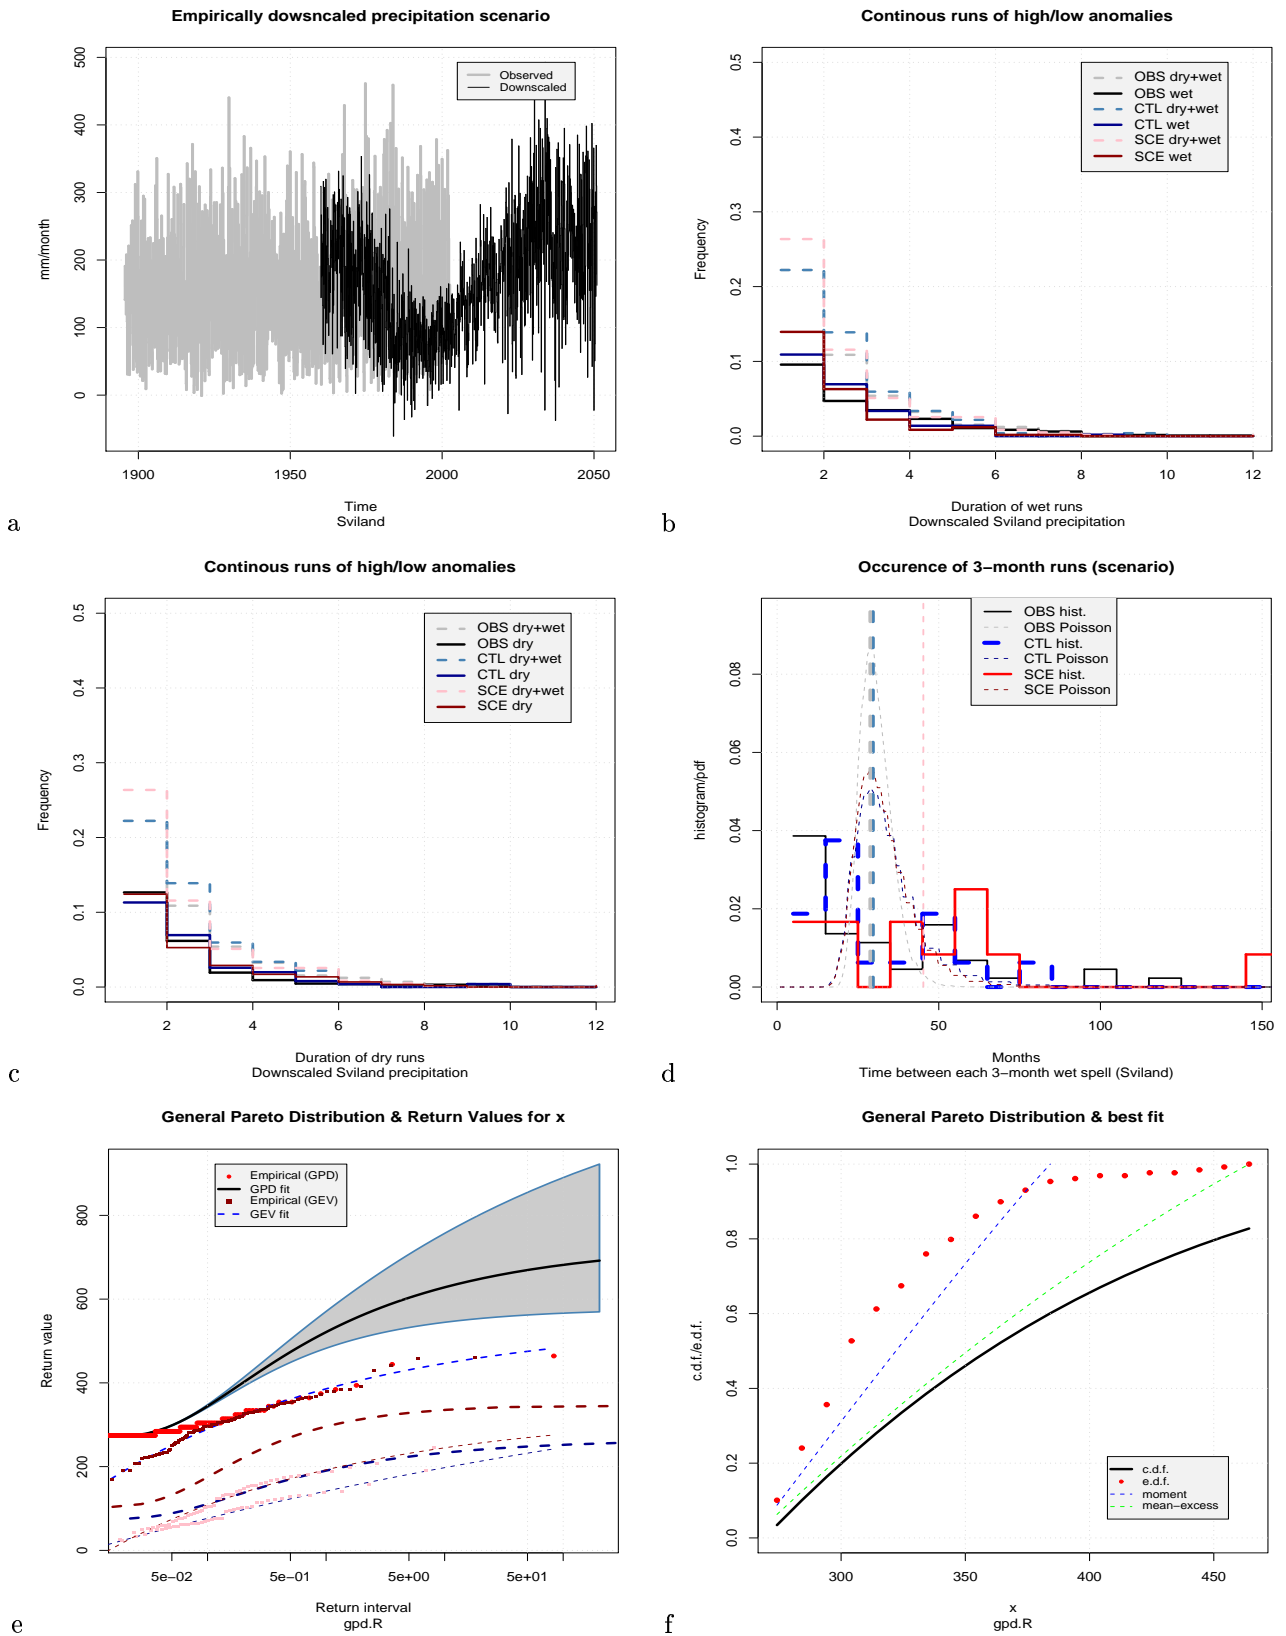 Empirically dowsncaled precipitation scenario
mm/month
500
400
300
200
100
0
Observed
Downscaled
1900
1950
2000
2050
Time
Sviland
a
Continous runs of high/low anomalies
Frequency
0.5
0.4
0.3
0.2
0.1
0.0
OBS dry+wet
OBS wet
CTL dry+wet
CTL wet
SCE dry+wet
SCE wet
2
4
6
8
10
12
Duration of wet runs
Downscaled Sviland precipitation
b
Continous runs of high/low anomalies
Frequency
0.5
0.4
0.3
0.2
0.1
0.0
OBS dry+wet
OBS dry
CTL dry+wet
CTL dry
SCE dry+wet
SCE dry
2
4
6
8
10
12
Duration of dry runs
Downscaled Sviland precipitation
c
Occurence of 3−month runs (scenario)
histogram/pdf
0.08
0.06
0.04
0.02
0.00
OBS hist.
OBS Poisson
CTL hist.
CTL Poisson
SCE hist.
SCE Poisson
0
50
100
150
Months
Time between each 3−month wet spell (Sviland)
d
General Pareto Distribution & Return Values for x
Return value
800
600
400
200
0
Empirical (GPD)
GPD fit
Empirical (GEV)
GEV fit
5e−02
5e−01
5e+00
5e+01
Return interval
gpd.R
e
General Pareto Distribution & best fit
c.d.f./e.d.f.
1.0
0.8
0.6
0.4
0.2
0.0
c.d.f.
e.d.f.
moment
mean−excess
300
350
400
450
x
gpd.R
f